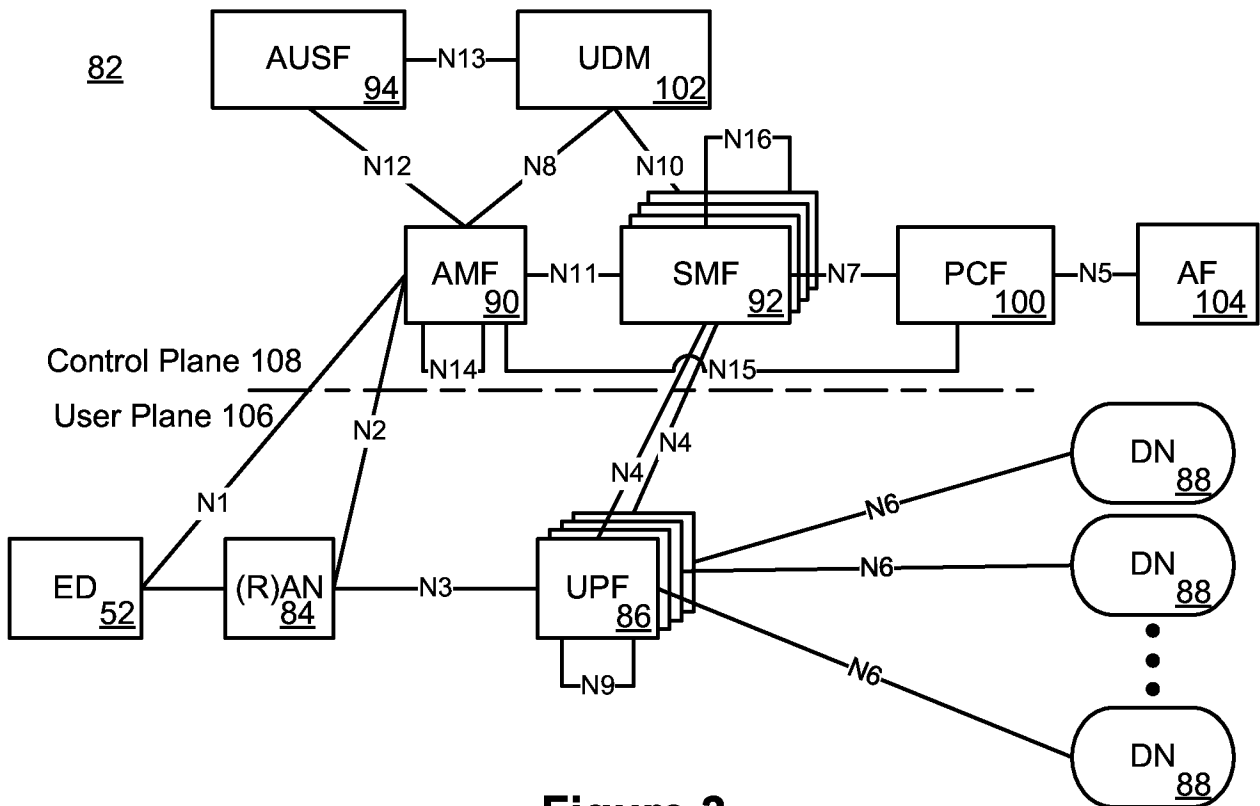 82
AUSF
94
N13
UDM
102
N12
N8
N10
N16
AMF
90
N11
SMF
92
N7
PCF
100
N5
AF
104
Control Plane 108
N14
N15
User Plane 106
N2
N4
N4
N1
DN
88
N6
ED
52
(R)AN
84
N3
UPF
86
N6
DN
88
N9
N6
DN
88